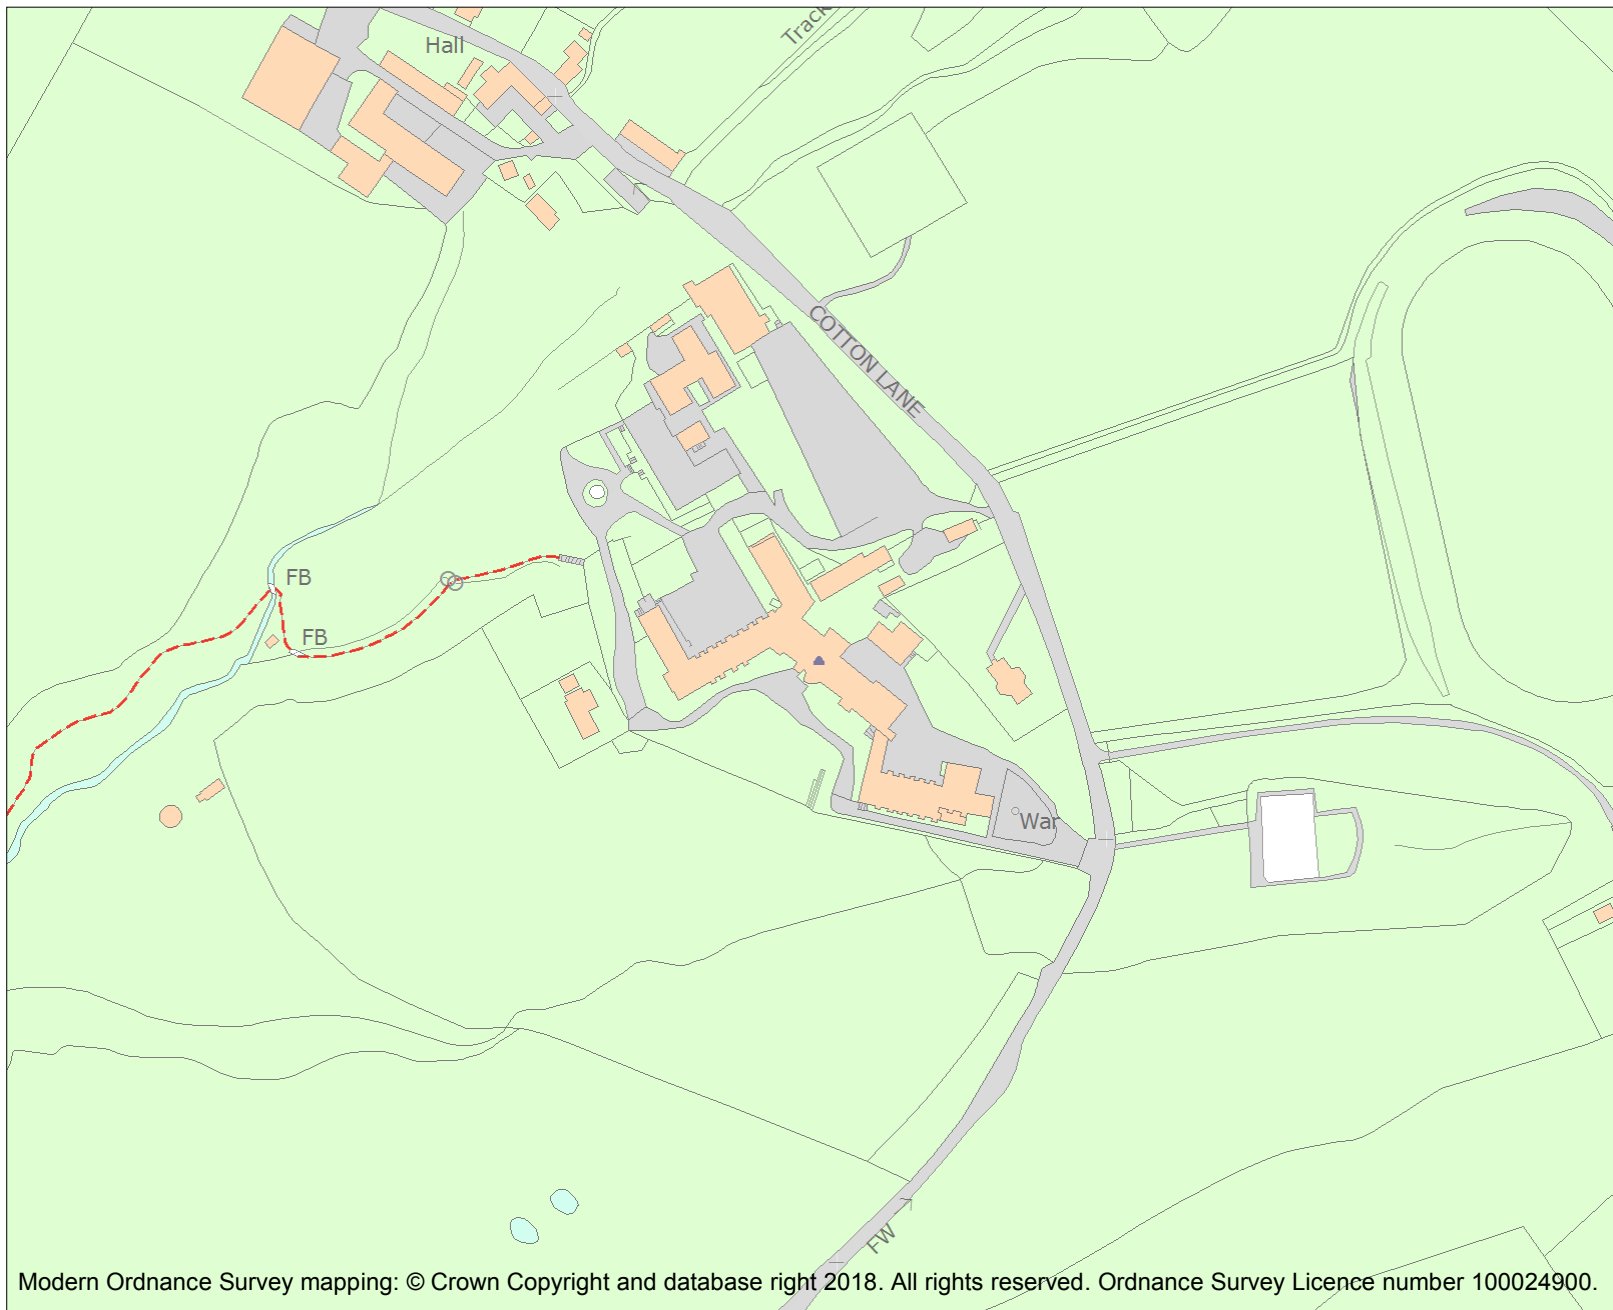 Track
Hall
COTTON LANE
FB
FB
War
FW
Modern Ordnance Survey mapping: © Crown Copyright and database right 2018. All rights reserved. Ordnance Survey Licence number 100024900.